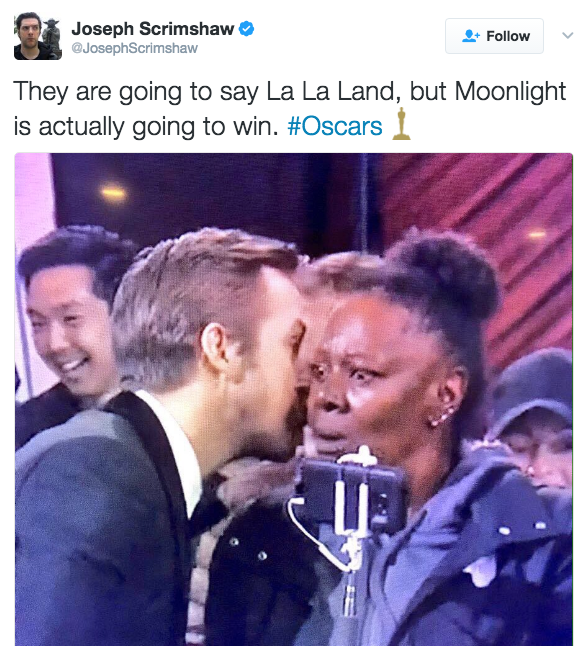 Joseph Scrimshaw
@JosephScrimshaw
Follow
They are going to say La La Land, but Moonlight
is actually going to win. #Oscars